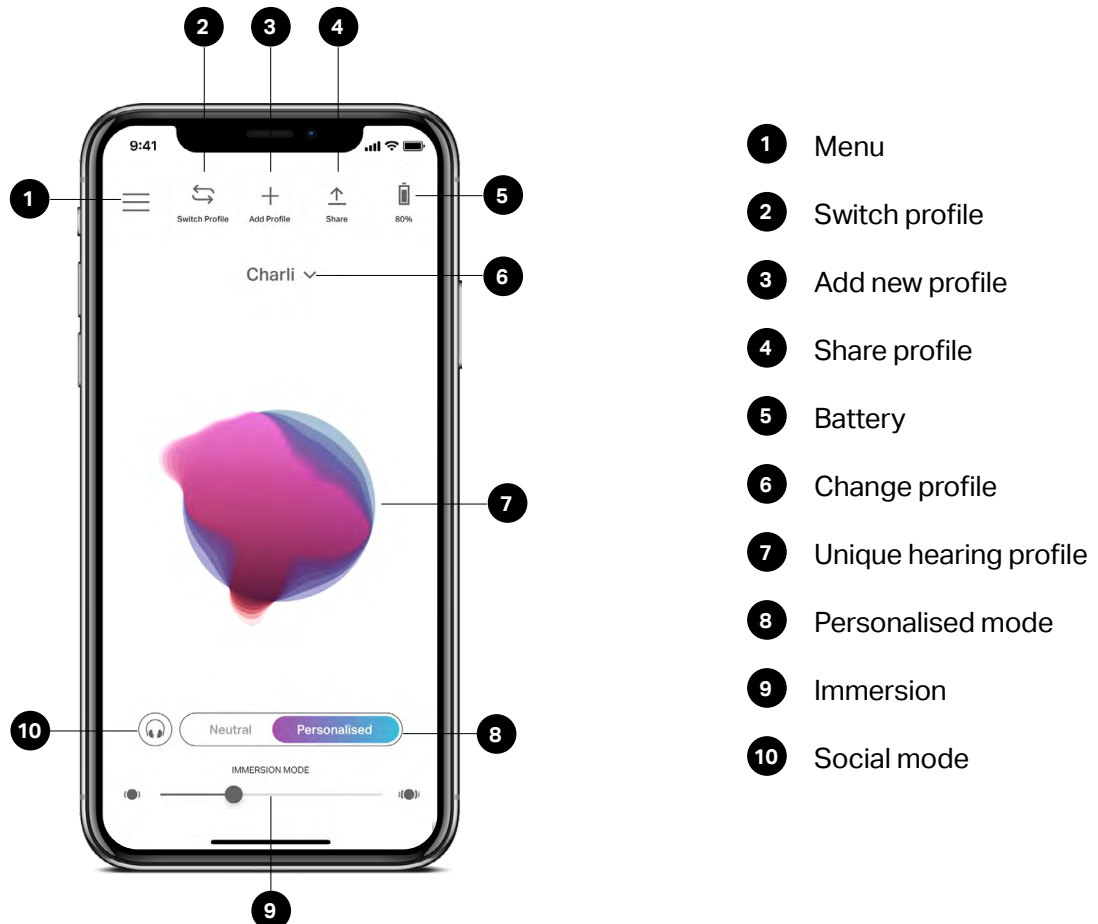 2 3 4
9:41
1
Switch Profile Add Profile Share 80%
5
Charli
6
7
10
Neutral Personalised
8
IMMERSION MODE
9
1 Menu
2 Switch profile
3 Add new profile
4 Share profile
5 Battery
6 Change profile
7 Unique hearing profile
8 Personalised mode
9 Immersion
10 Social mode